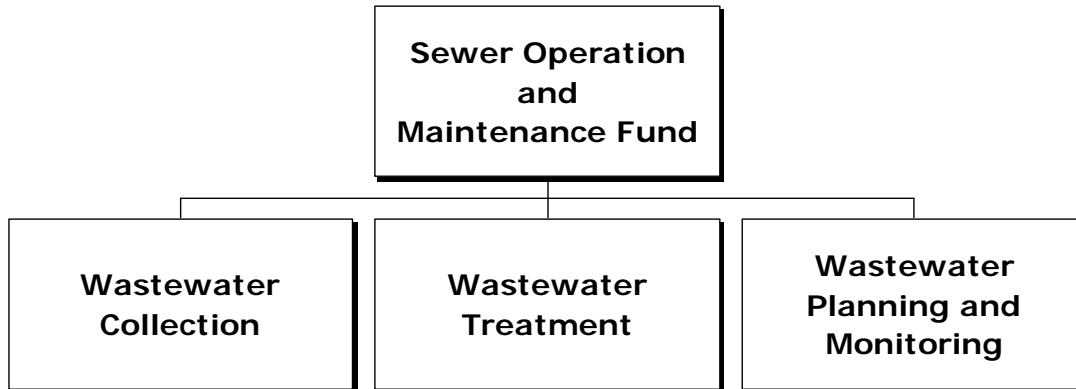 Sewer Operation
and
Maintenance Fund
Wastewater
Collection
Wastewater
Treatment
Wastewater
Planning and
Monitoring